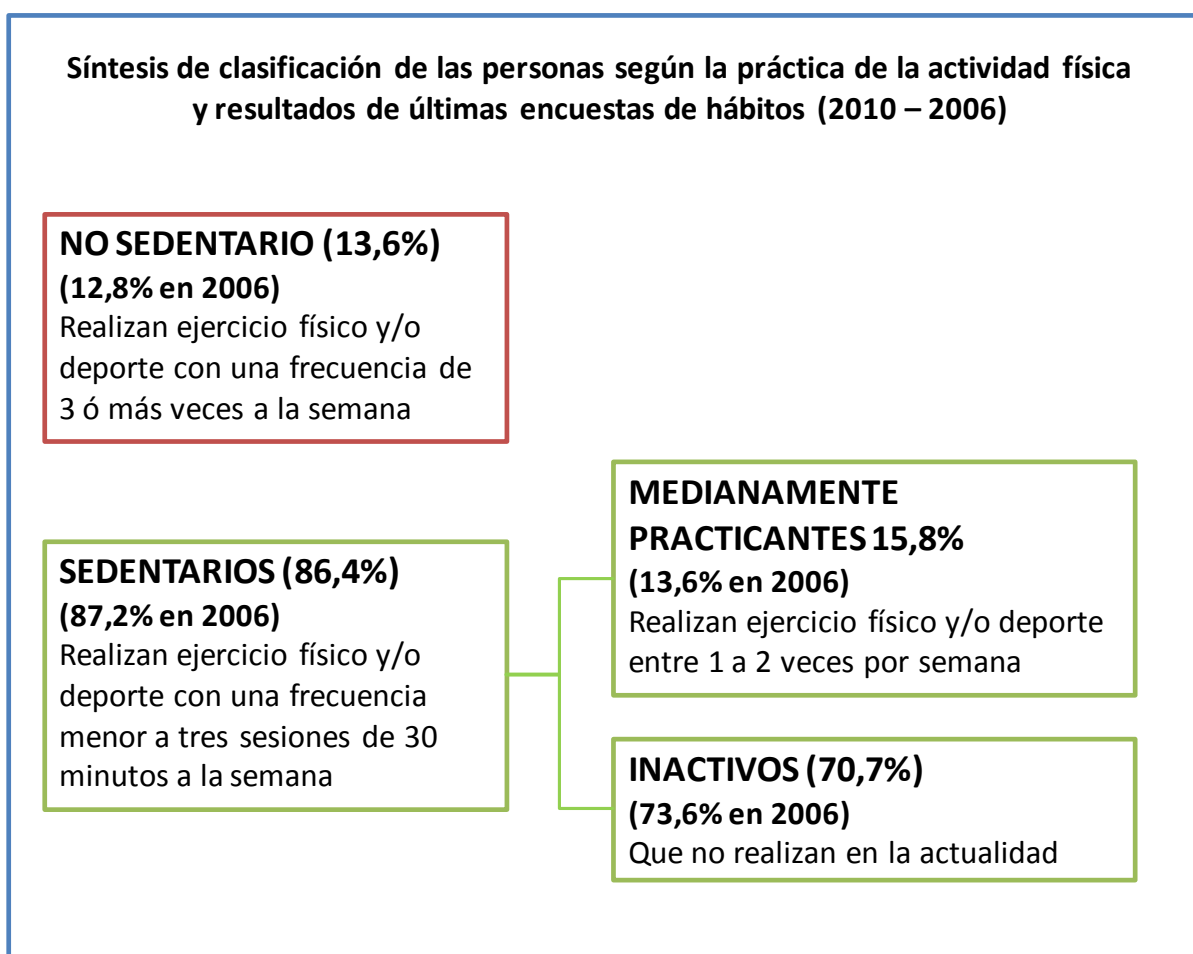 Síntesis de clasificación de las personas según la práctica de la actividad física
y resultados de últimas encuestas de hábitos (2010 – 2006)
NO SEDENTARIO (13,6%)
(12,8% en 2006)
Realizan ejercicio físico y/o
deporte con una frecuencia de
3 ó más veces a la semana
SEDENTARIOS (86,4%)
(87,2% en 2006)
Realizan ejercicio físico y/o
deporte con una frecuencia
menor a tres sesiones de 30
minutos a la semana
MEDIANAMENTE
PRACTICANTES 15,8%
(13,6% en 2006)
Realizan ejercicio físico y/o deporte
entre 1 a 2 veces por semana
INACTIVOS (70,7%)
(73,6% en 2006)
Que no realizan en la actualidad